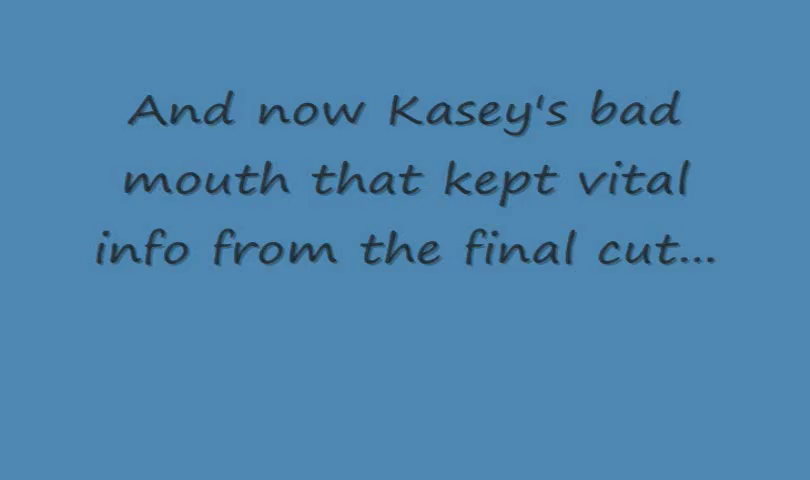 And now Kasey's bad
mouth that kept vital
info from the final cut...